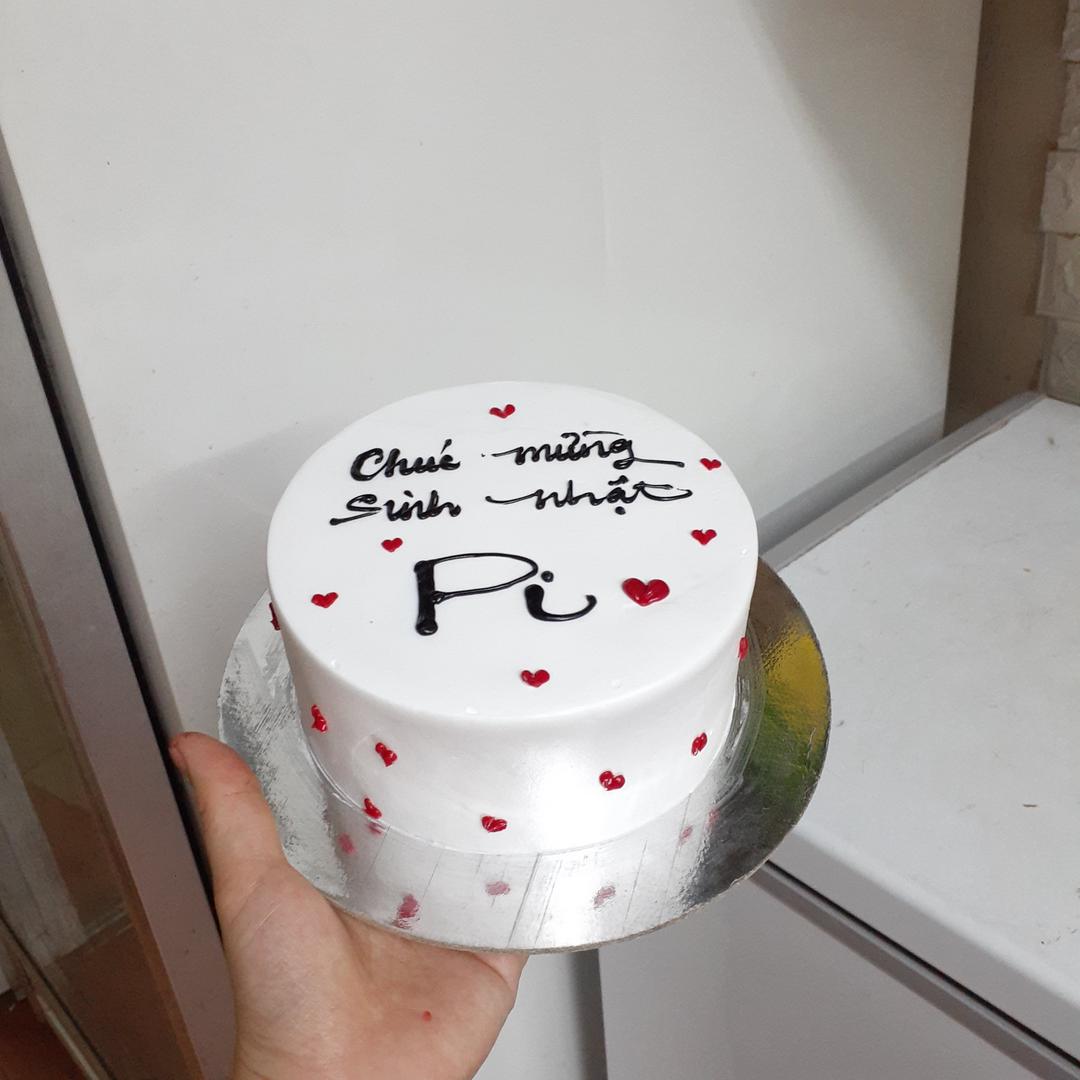 Chúc mừng
Sinh nhật
Pi